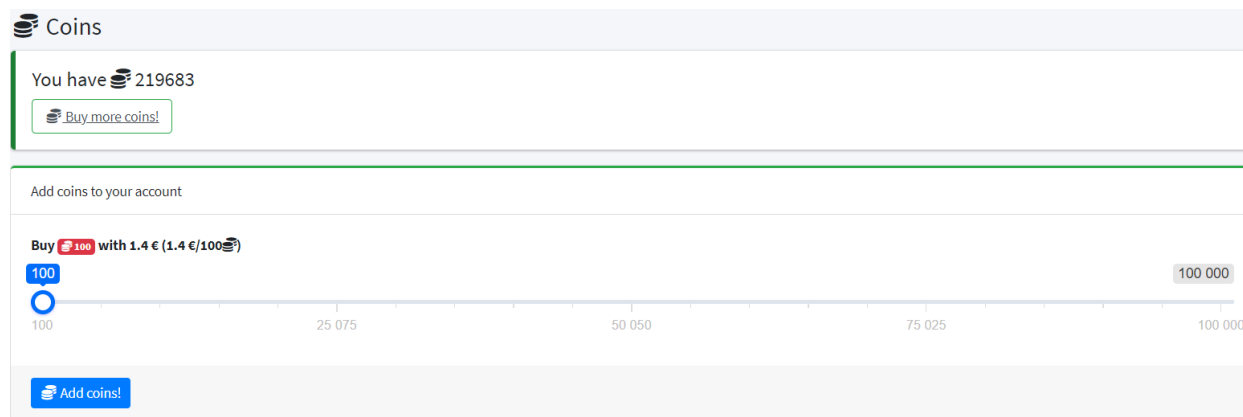 Coins
You have 219683
Buy more coins!
Add coins to your account
Buy 100 with 1.4 € (1.4 €/100)
100 100 000
100 25 075 50 050 75 025 100 000
Add coins!